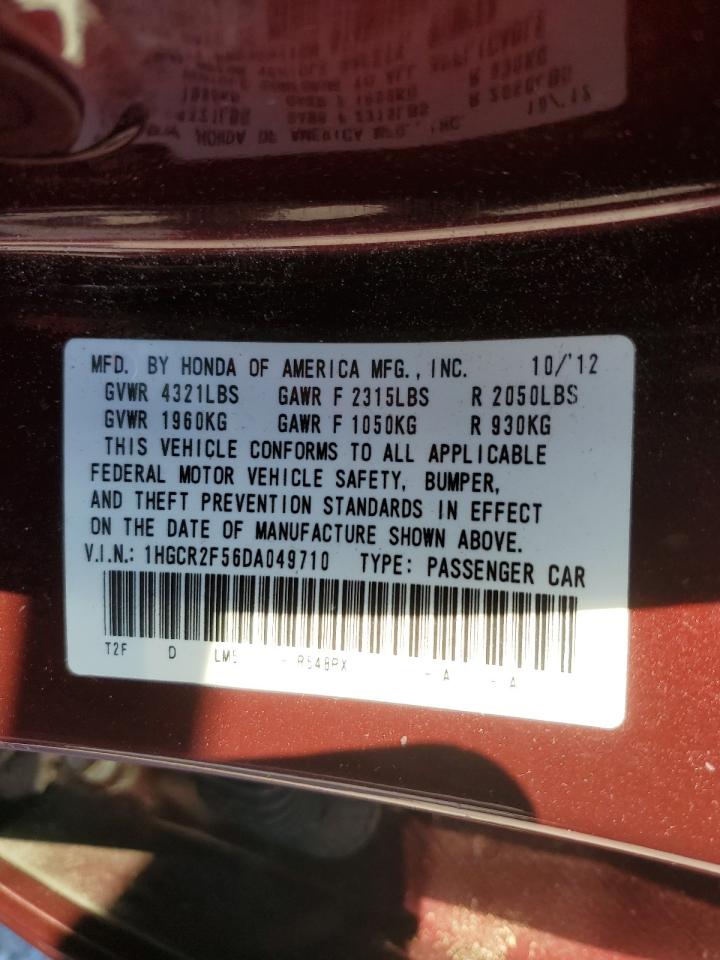 MFD. BY HONDA OF AMERICA MFG., INC. 10/'12
GVWR 4321LBS GAWR F 2315LBS R 2050LBS
GVWR 1960KG GAWR F 1050KG R 930KG
THIS VEHICLE CONFORMS TO ALL APPLICABLE
FEDERAL MOTOR VEHICLE SAFETY, BUMPER,
AND THEFT PREVENTION STANDARDS IN EFFECT
ON THE DATE OF MANUFACTURE SHOWN ABOVE.
V.I.N.: 1HGCR2F56DA049710 TYPE: PASSENGER CAR
T2F D - R548PX - A - A